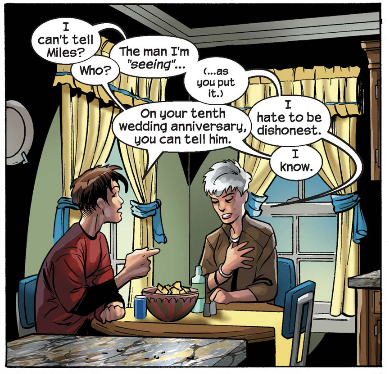 I
can't tell
Miles?
The man I'm
"seeing"...
Who?
(...as
you put
it.)
On your tenth
wedding anniversary,
you can tell him.
I
hate to be
dishonest.
I
know.